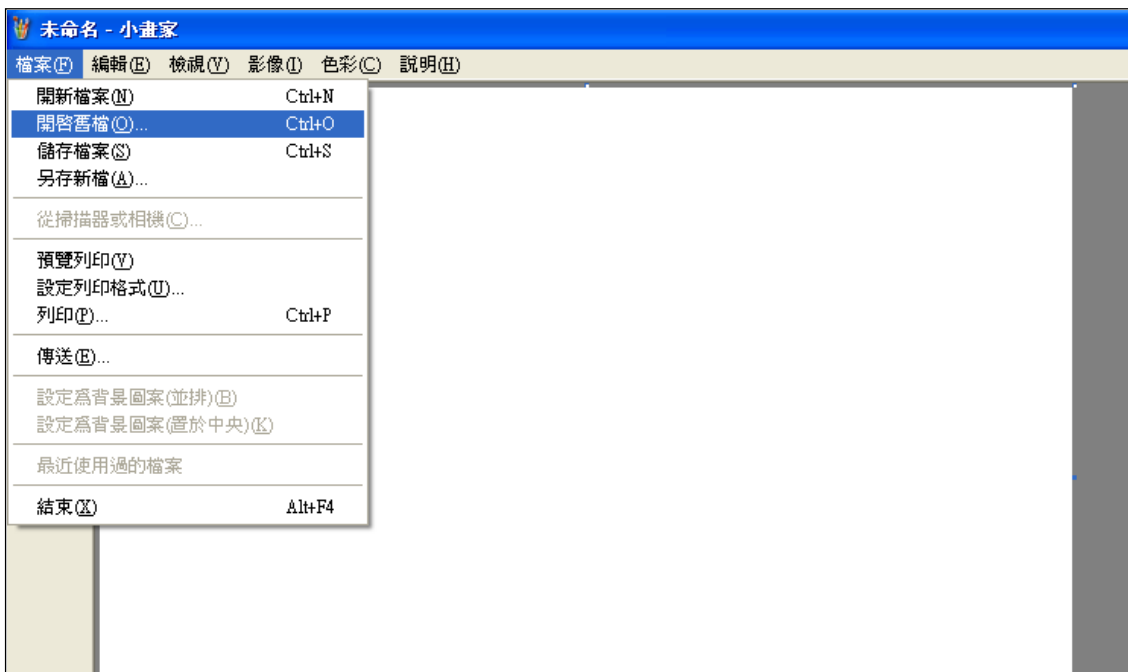 未命名 - 小畫家
檔案(F) 編輯(E) 檢視(V) 影像(I) 色彩(C) 說明(H)
開新檔案(N) Ctrl+N
開啓舊檔(O)... Ctrl+O
儲存檔案(S) Ctrl+S
另存新檔(A)...
從掃描器或相機(C)...
預覽列印(V)
設定列印格式(U)...
列印(P)... Ctrl+P
傳送(E)...
設定爲背景圖案(並排)(B)
設定爲背景圖案(置於中央)(K)
最近使用過的檔案
結束(X) Alt+F4